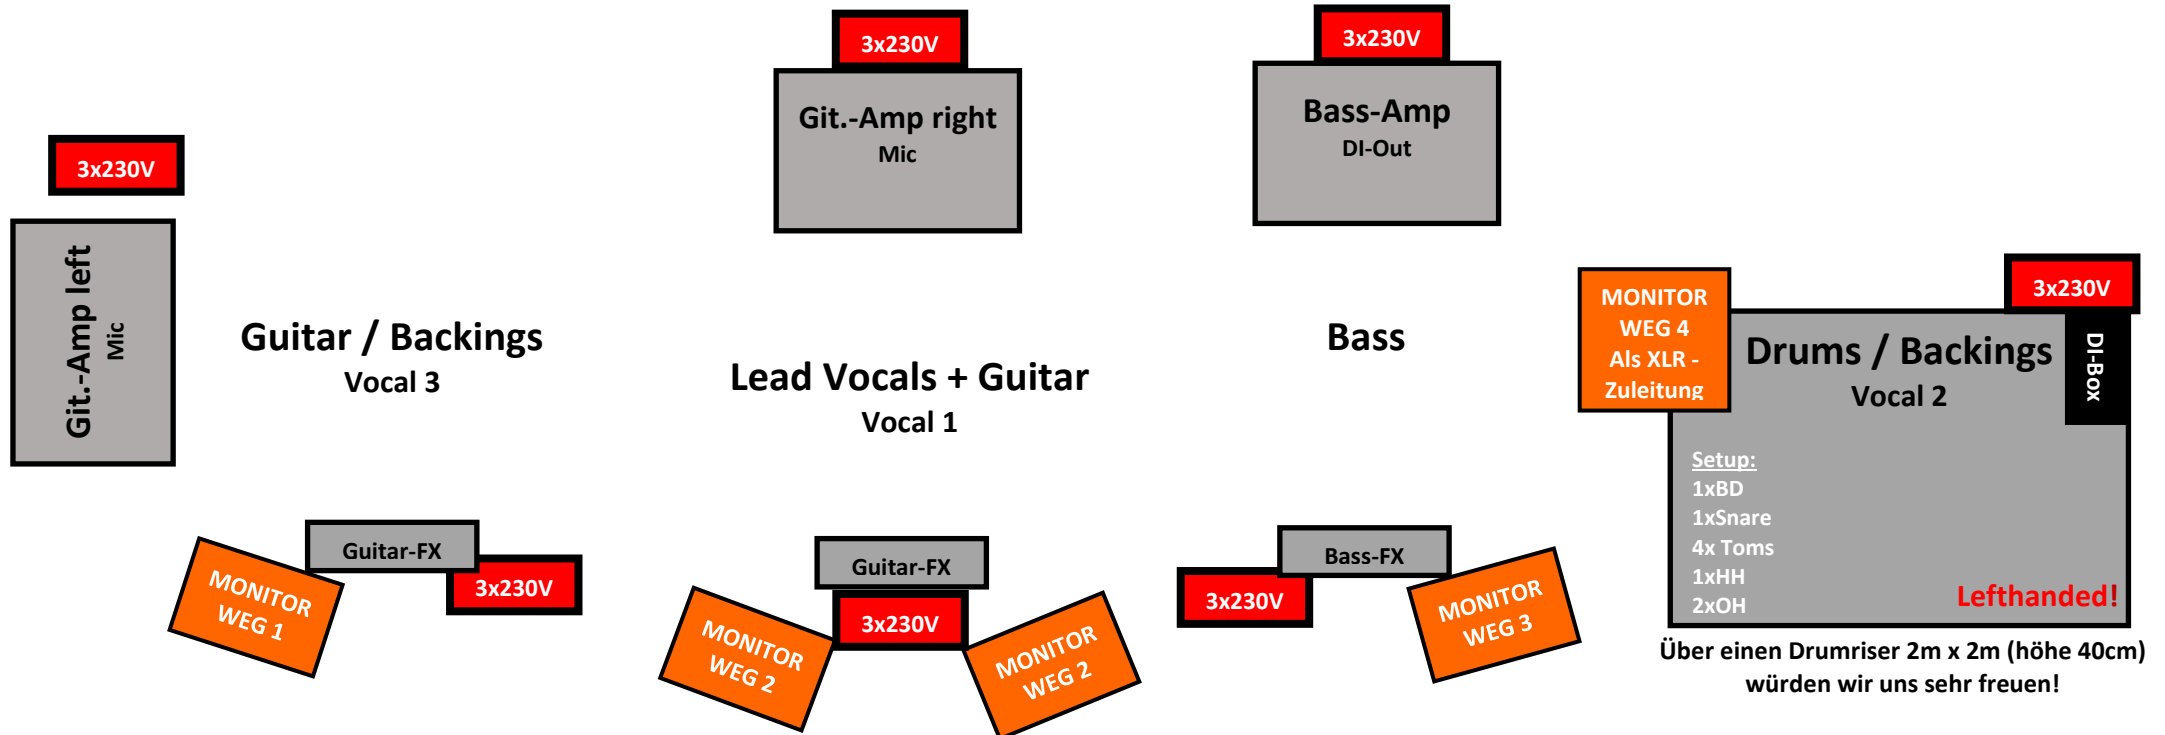 3x230V
3x230V
3x230V
Git.-Amp right
Mic
Bass-Amp
DI-Out
Git.-Amp left
Mic
Guitar / Backings
Vocal 3
Lead Vocals + Guitar
Vocal 1
Bass
MONITOR
WEG 4
Als XLR -
Zuleitung
3x230V
DI-Box
Drums / Backings
Vocal 2
Setup:
1xBD
1xSnare
4x Toms
1xHH
2xOH
Lefthanded!
MONITOR
WEG 1
Guitar-FX
3x230V
MONITOR
WEG 2
Guitar-FX
3x230V
MONITOR
WEG 2
3x230V
Bass-FX
MONITOR
WEG 3
Über einen Drumriser 2m x 2m (höhe 40cm)
würden wir uns sehr freuen!